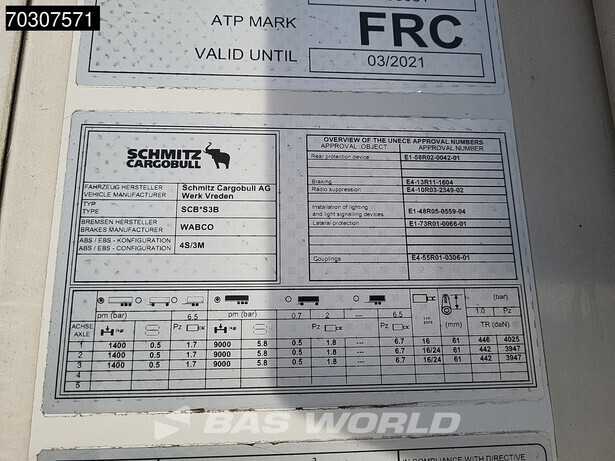 70307571
ATP MARK FRC
VALID UNTIL 03/2021
SCHMITZ
CARGOBULL
FAHRZEUG HERSTELLER
VEHICLE MANUFACTURER
Schmitz Cargobull AG
Werk Vreden
TYP
TYPE
SCB*S3B
BREMSEN HERSTELLER
BRAKES MANUFACTURER
WABCO
ABS / EBS - KONFIGURATION
ABS / EBS - CONFIGURATION
4S/3M
OVERVIEW OF THE UNECE APPROVAL NUMBERS
APPROVAL OBJECT APPROVAL NUMBER
Rear protection device E1-58R02-0042-01
Braking E4-13R11-1604
Radio suppression E4-10R03-2349-02
Installation of lighting
and light signalling devices E1-48R05-0559-04
Lateral protection E1-73R01-0066-01
Couplings E4-55R01-0306-01
pm (bar) 6.5 pm (bar) 0.7 2 --- 6.5 (mm) (bar) 1.0 Pz
ACHSE
AXLE
Pz Pz Pz TR (daN)
1 1400 0.5 1.7 9000 5.8 0.5 1.8 --- 6.7 16 61 446 4025
2 1400 0.5 1.7 9000 5.8 0.5 1.8 --- 6.7 16/24 61 442 3947
3 1400 0.5 1.7 9000 5.8 0.5 1.8 --- 6.7 16/24 61 442 3947
4
5
BAS WORLD
3
IN COMPLIANCE WITH DIRECTIVE